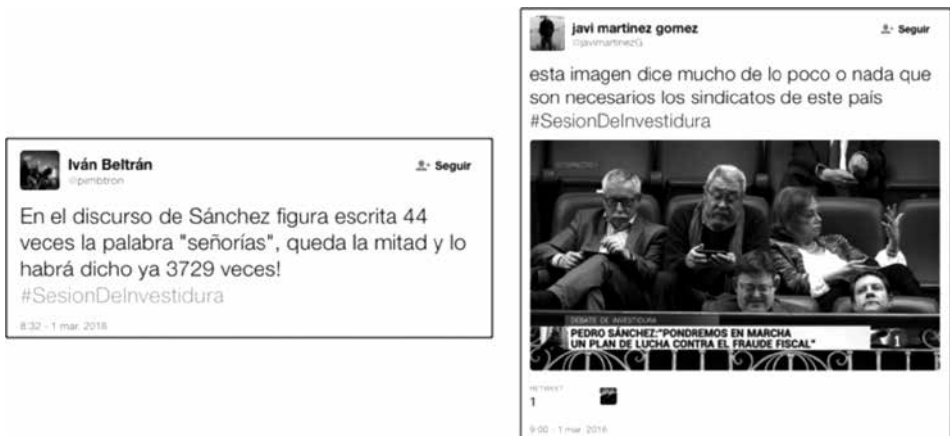 Iván Beltrán
@pimbtron
Seguir
En el discurso de Sánchez figura escrita 44
veces la palabra "señorías", queda la mitad y lo
habrá dicho ya 3729 veces!
#SesionDeInvestidura
8:32 - 1 mar. 2016
javi martinez gomez
@javimartinezG
Seguir
esta imagen dice mucho de lo poco o nada que
son necesarios los sindicatos de este país
#SesionDeInvestidura
DEBATE DE INVESTIDURA
PEDRO SÁNCHEZ:"PONDREMOS EN MARCHA
UN PLAN DE LUCHA CONTRA EL FRAUDE FISCAL"
1
RETWEET
1
9:00 - 1 mar. 2016